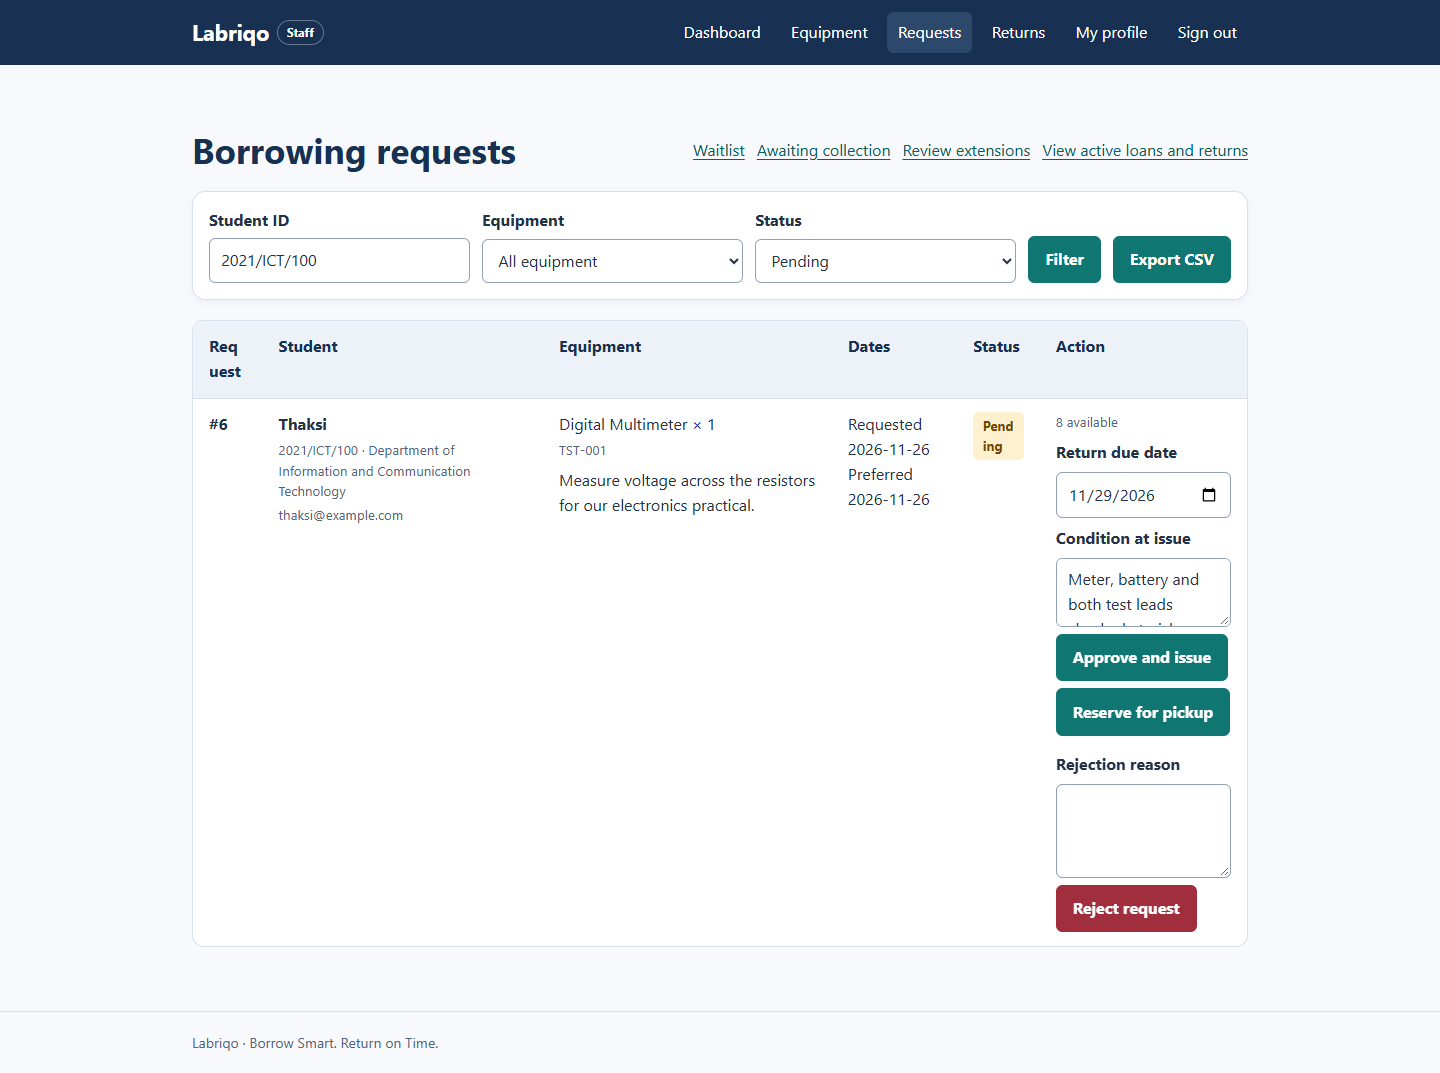 Labriqo Staff Dashboard Equipment Requests Returns My profile Sign out
Borrowing requests
Waitlist Awaiting collection Review extensions View active loans and returns
Student ID Equipment Status
2021/ICT/100 All equipment Pending Filter Export CSV
Req
uest
Student Equipment Dates Status Action
#6
Thaksi
2021/ICT/100 · Department of
Information and Communication
Technology
thaksi@example.com
Digital Multimeter × 1
TST-001
Measure voltage across the resistors
for our electronics practical.
Requested
2026-11-26
Preferred
2026-11-26
Pend
ing
8 available
Return due date
11/29/2026
Condition at issue
Meter, battery and
both test leads
Approve and issue
Reserve for pickup
Rejection reason
Reject request
Labriqo · Borrow Smart. Return on Time.